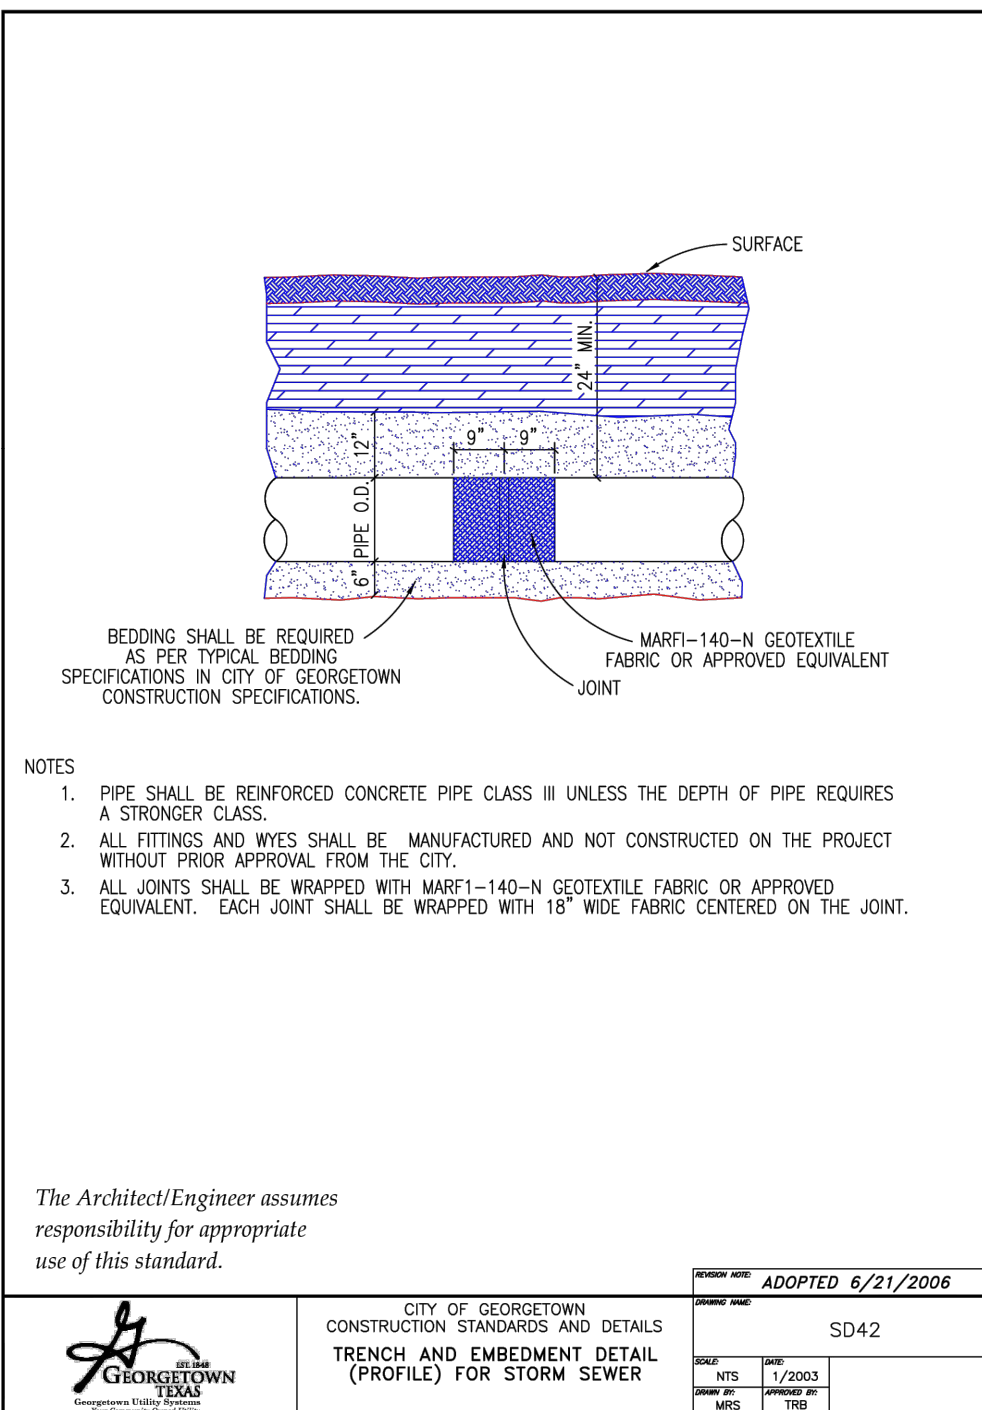 SURFACE
24" MIN.
12"
9" 9"
PIPE O.D.
6"
BEDDING SHALL BE REQUIRED
AS PER TYPICAL BEDDING
SPECIFICATIONS IN CITY OF GEORGETOWN
CONSTRUCTION SPECIFICATIONS.
MARFI-140-N GEOTEXTILE
FABRIC OR APPROVED EQUIVALENT
JOINT
NOTES
1. PIPE SHALL BE REINFORCED CONCRETE PIPE CLASS III UNLESS THE DEPTH OF PIPE REQUIRES
A STRONGER CLASS.
2. ALL FITTINGS AND WYES SHALL BE MANUFACTURED AND NOT CONSTRUCTED ON THE PROJECT
WITHOUT PRIOR APPROVAL FROM THE CITY.
3. ALL JOINTS SHALL BE WRAPPED WITH MARF1-140-N GEOTEXTILE FABRIC OR APPROVED
EQUIVALENT. EACH JOINT SHALL BE WRAPPED WITH 18" WIDE FABRIC CENTERED ON THE JOINT.
The Architect/Engineer assumes
responsibility for appropriate
use of this standard.
REVISION NOTE: ADOPTED 6/21/2006
EST. 1848
GEORGETOWN
TEXAS
Georgetown Utility Systems
Your Community Owned Utility
CITY OF GEORGETOWN
CONSTRUCTION STANDARDS AND DETAILS
TRENCH AND EMBEDMENT DETAIL
(PROFILE) FOR STORM SEWER
DRAWING NAME:
SD42
SCALE: DATE:
NTS 1/2003
DRAWN BY: APPROVED BY:
MRS TRB